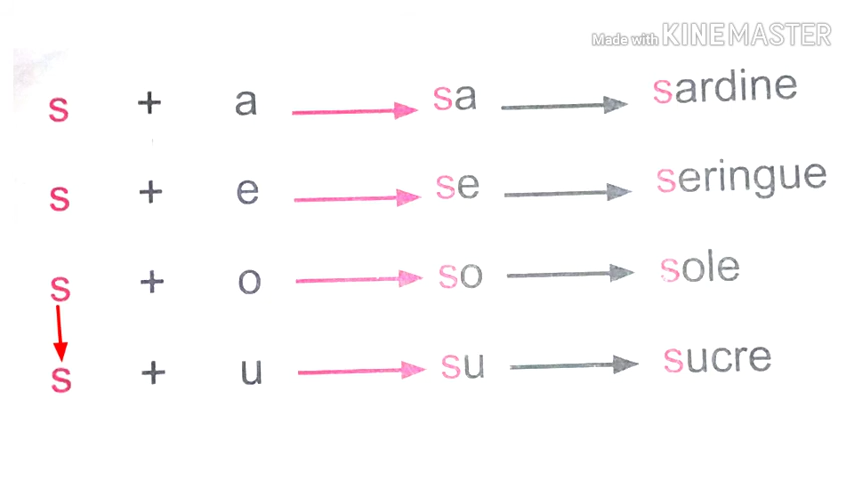 Made with KINEMASTER
s + a sa sardine
s + e se seringue
s + o so sole
s + u su sucre